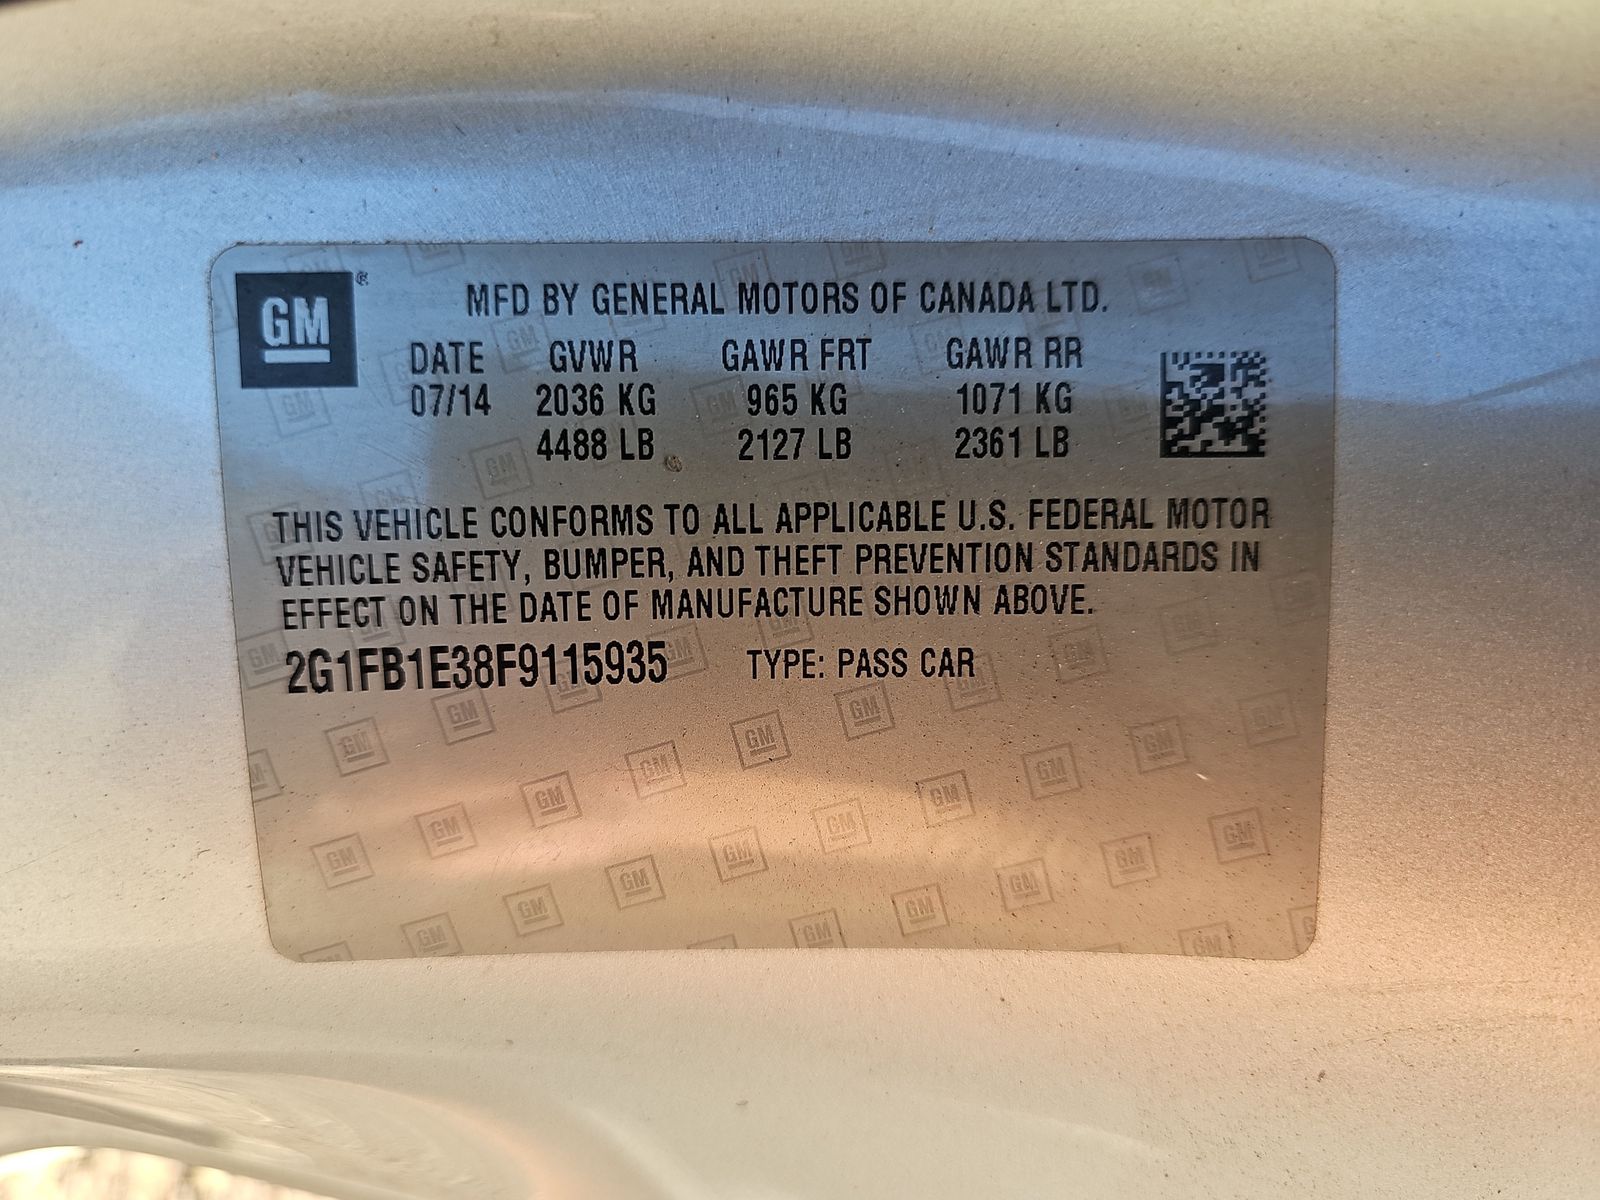 GM®
MFD BY GENERAL MOTORS OF CANADA LTD.
DATE GVWR GAWR FRT GAWR RR
07/14 2036 KG 965 KG 1071 KG
4488 LB 2127 LB 2361 LB
THIS VEHICLE CONFORMS TO ALL APPLICABLE U.S. FEDERAL MOTOR
VEHICLE SAFETY, BUMPER, AND THEFT PREVENTION STANDARDS IN
EFFECT ON THE DATE OF MANUFACTURE SHOWN ABOVE.
2G1FB1E38F9115935 TYPE: PASS CAR